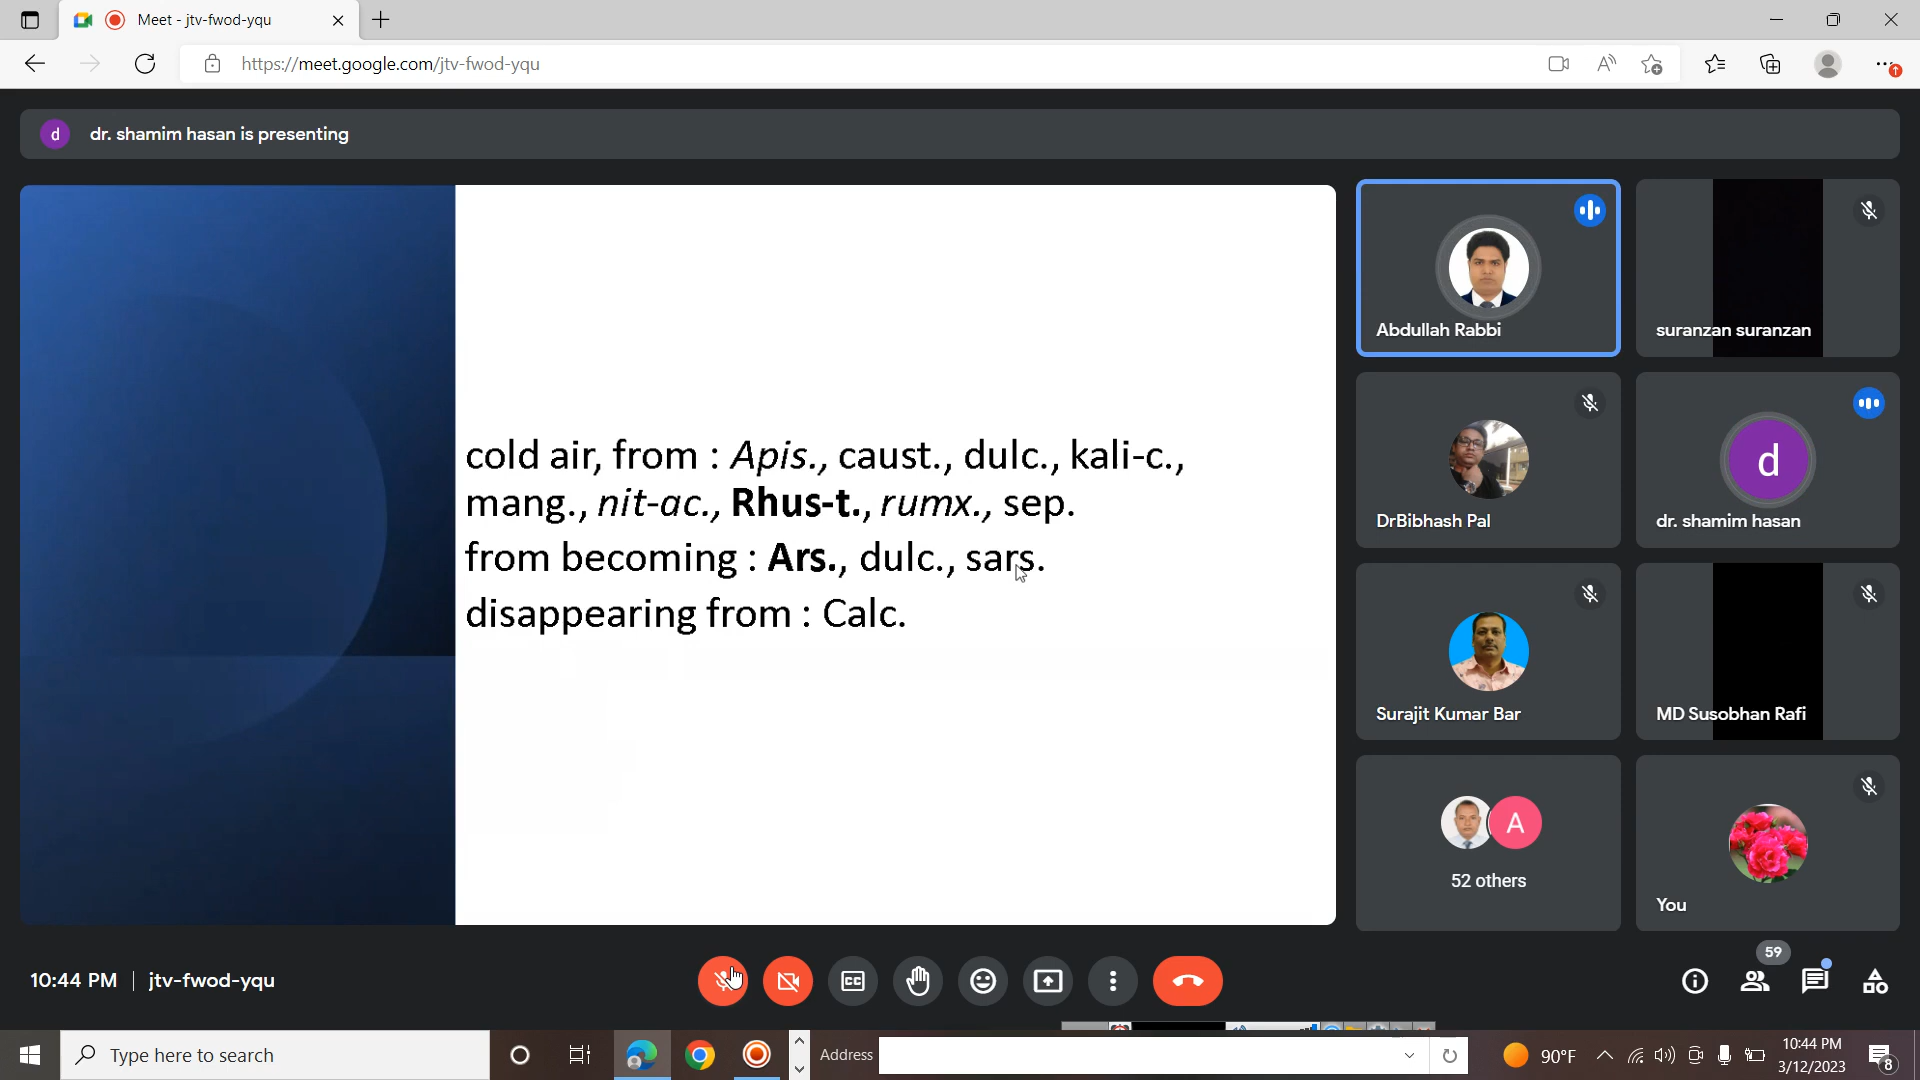 Meet - jtv-fwod-yqu
https://meet.google.com/jtv-fwod-yqu
d dr. shamim hasan is presenting
cold air, from : Apis., caust., dulc., kali-c.,
mang., nit-ac., Rhus-t., rumx., sep.
from becoming : Ars., dulc., sars.
disappearing from : Calc.
Abdullah Rabbi
suranzan suranzan
DrBibhash Pal
d
dr. shamim hasan
Surajit Kumar Bar
MD Susobhan Rafi
A
52 others
You
10:44 PM | jtv-fwod-yqu
CC
59
Type here to search
Address
90°F
10:44 PM
3/12/2023
8